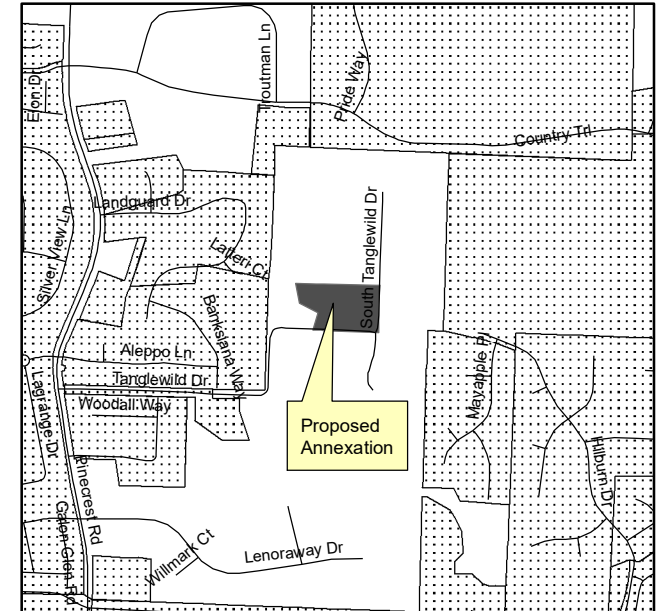 Troutman Ln
Pride Way
Elon Dr
Country Trl
Landguard Dr
South Tanglewild Dr
Silver View Ln
Latteri Ct
Banksiana Way
Aleppo Ln
Tanglewild Dr
Woodall Way
Mayapple Pl
Lagrange Dr
Proposed
Annexation
Hilburn Dr
Pinecrest Rd
Galon Glen Rd
Willmark Ct
Lenoraway Dr